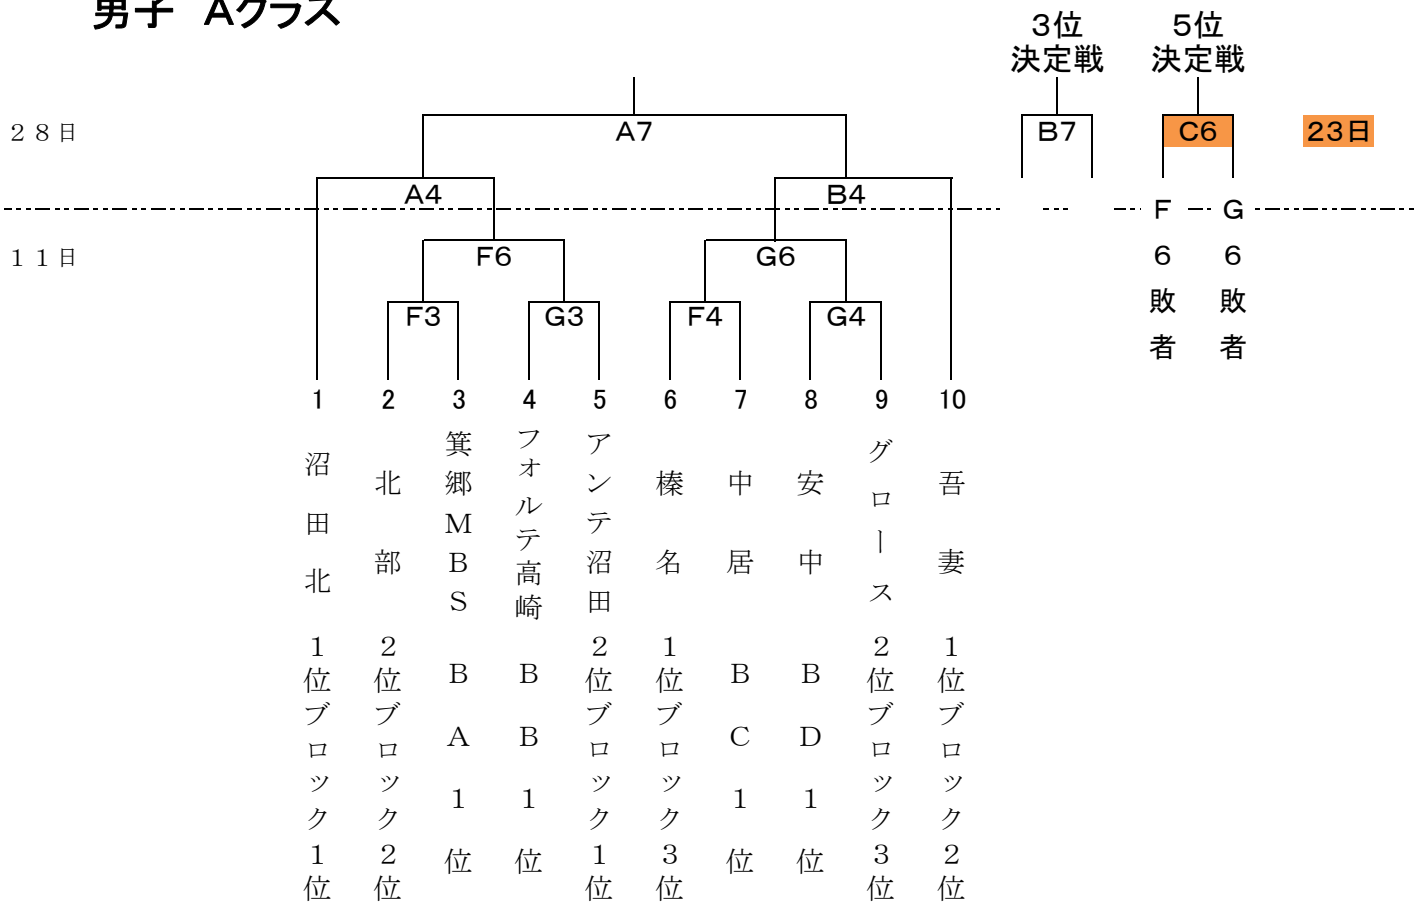 男子　Aクラス
3位
決定戦
5位
決定戦
２８日
A7
B7
C6
23日
A4
B4
F6敗者
G6敗者
１１日
F6
G6
F3
G3
F4
G4
1
2
3
4
5
6
7
8
9
10
沼田北
北部
箕郷ＭＢＳ
フォルテ高崎
アンテ沼田
榛名
中居
安中
グロース
吾妻
１位ブロック１位
２位ブロック２位
ＢＡ１位
ＢＢ１位
２位ブロック１位
１位ブロック３位
ＢＣ１位
ＢＤ１位
２位ブロック３位
１位ブロック２位